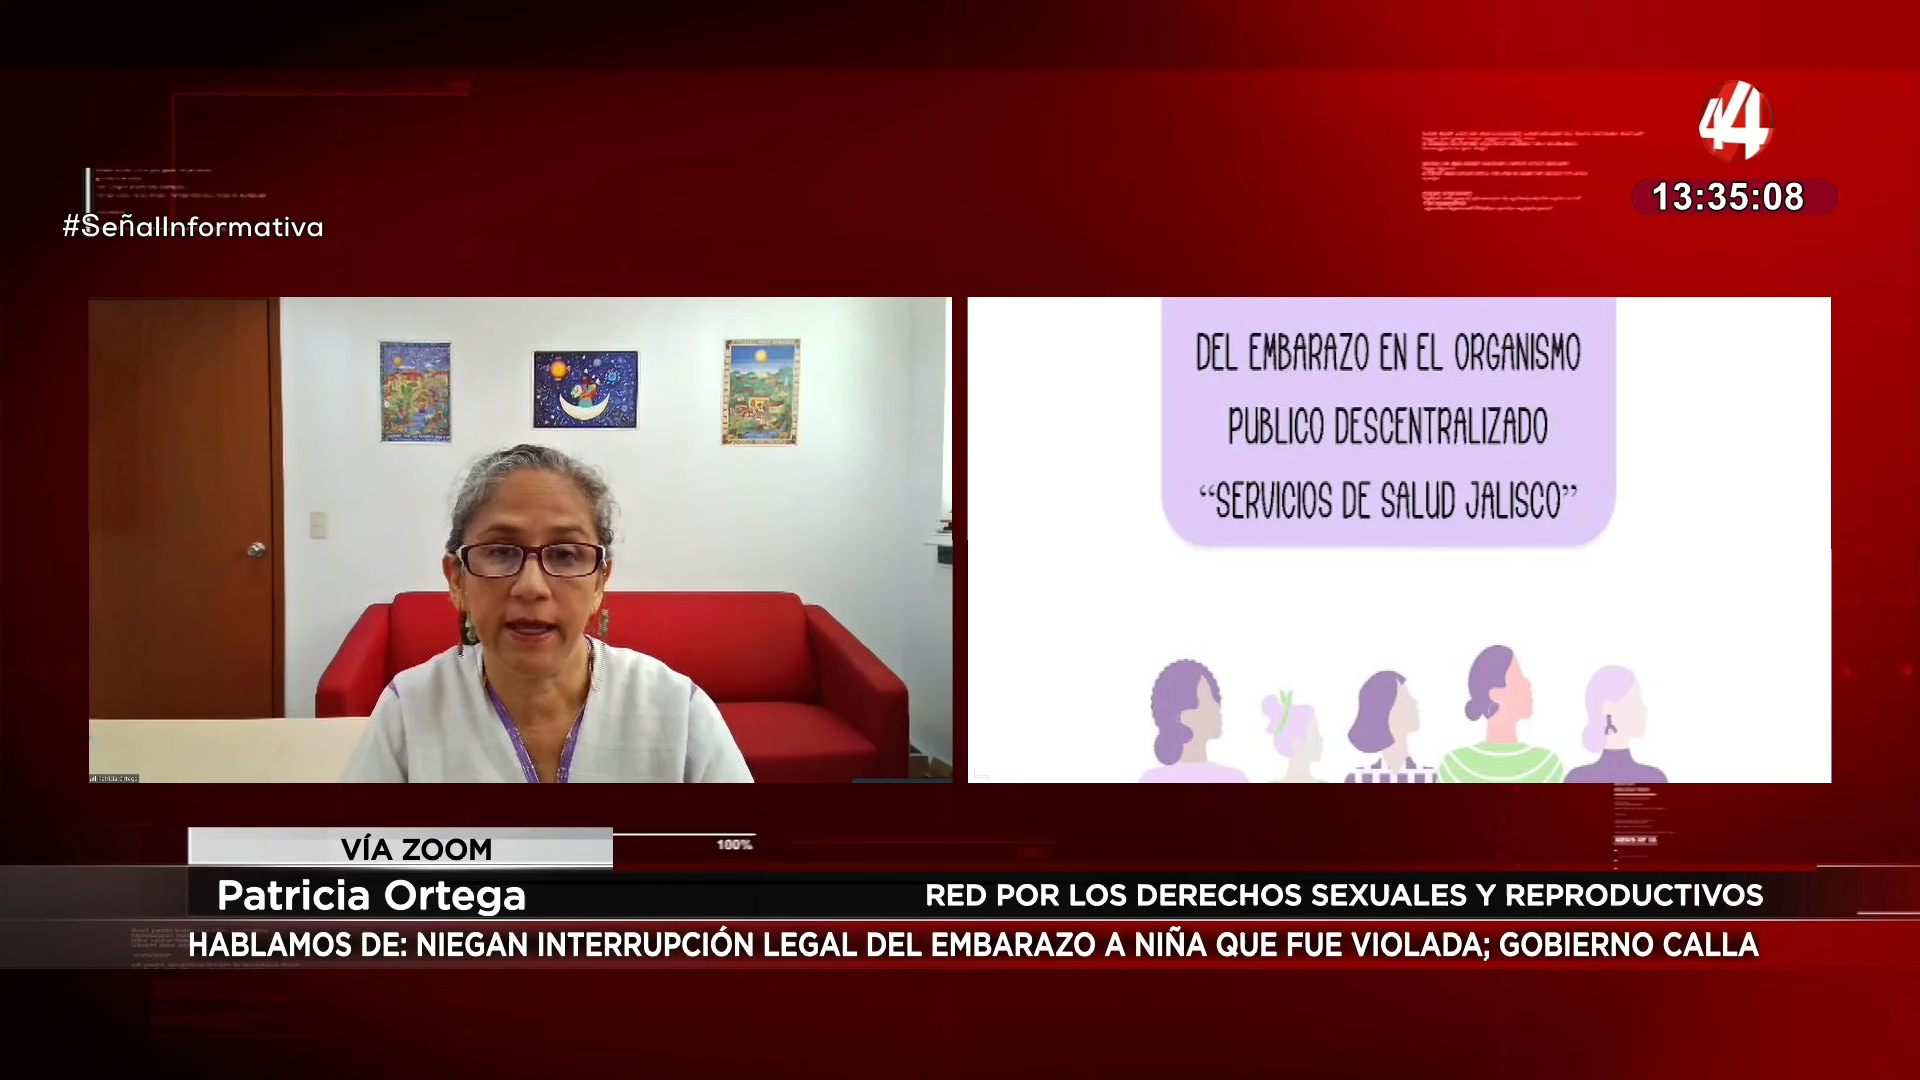 44
13:35:08
#SeñalInformativa
DEL EMBARAZO EN EL ORGANISMO
PUBLICO DESCENTRALIZADO
“SERVICIOS DE SALUD JALISCO”
Patricia Ortega
VÍA ZOOM
100%
Patricia Ortega
RED POR LOS DERECHOS SEXUALES Y REPRODUCTIVOS
HABLAMOS DE: NIEGAN INTERRUPCIÓN LEGAL DEL EMBARAZO A NIÑA QUE FUE VIOLADA; GOBIERNO CALLA